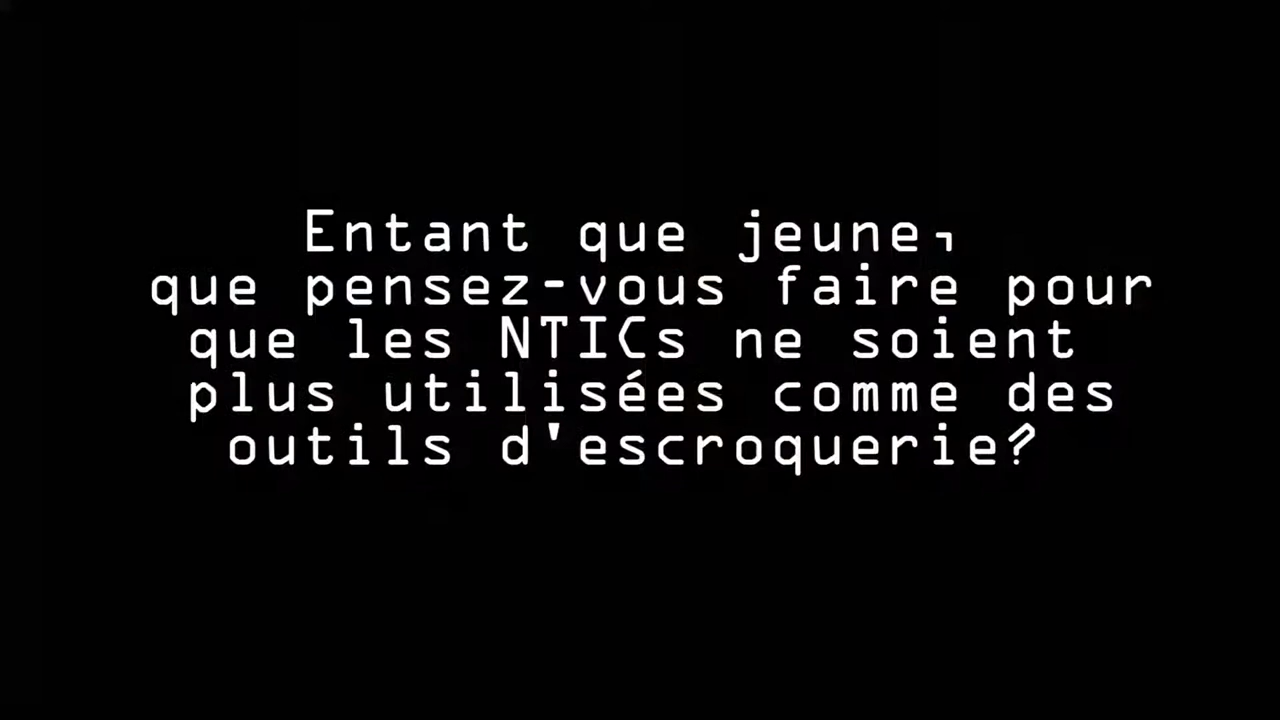 Entant que jeune,
que pensez-vous faire pour
que les NTICs ne soient
plus utilisées comme des
outils d'escroquerie?